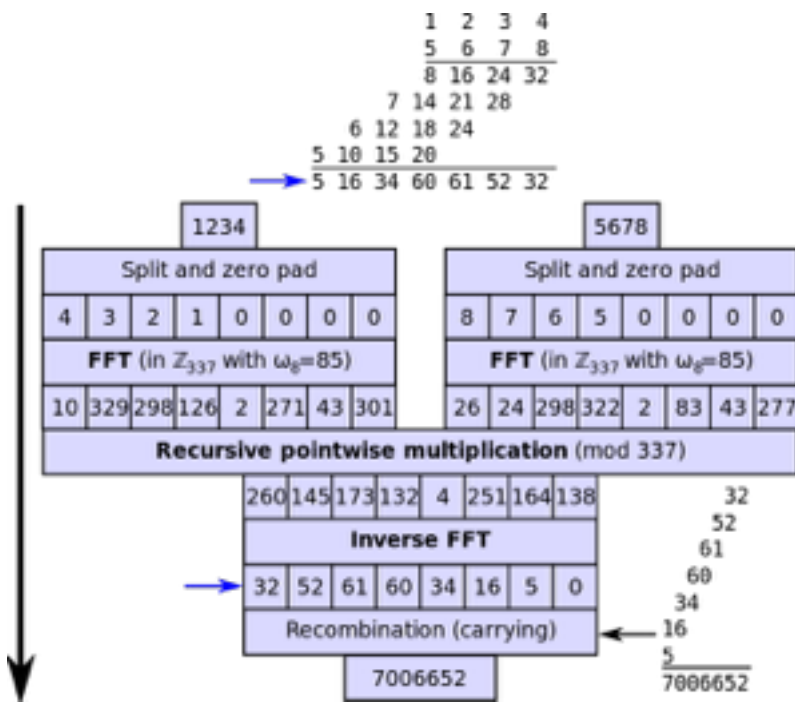 1 2 3 4
5 6 7 8
8 16 24 32
7 14 21 28
6 12 18 24
5 10 15 20
5 16 34 60 61 52 32
1234 5678
Split and zero pad Split and zero pad
4 3 2 1 0 0 0 0 8 7 6 5 0 0 0 0
FFT (in ℤ₃₃₇ with ω₈=85) FFT (in ℤ₃₃₇ with ω₈=85)
10 329 298 126 2 271 43 301 26 24 298 322 2 83 43 277
Recursive pointwise multiplication (mod 337)
260 145 173 132 4 251 164 138
Inverse FFT
32 52 61 60 34 16 5 0
Recombination (carrying)
7006652
32
52
61
60
34
16
5
7006652